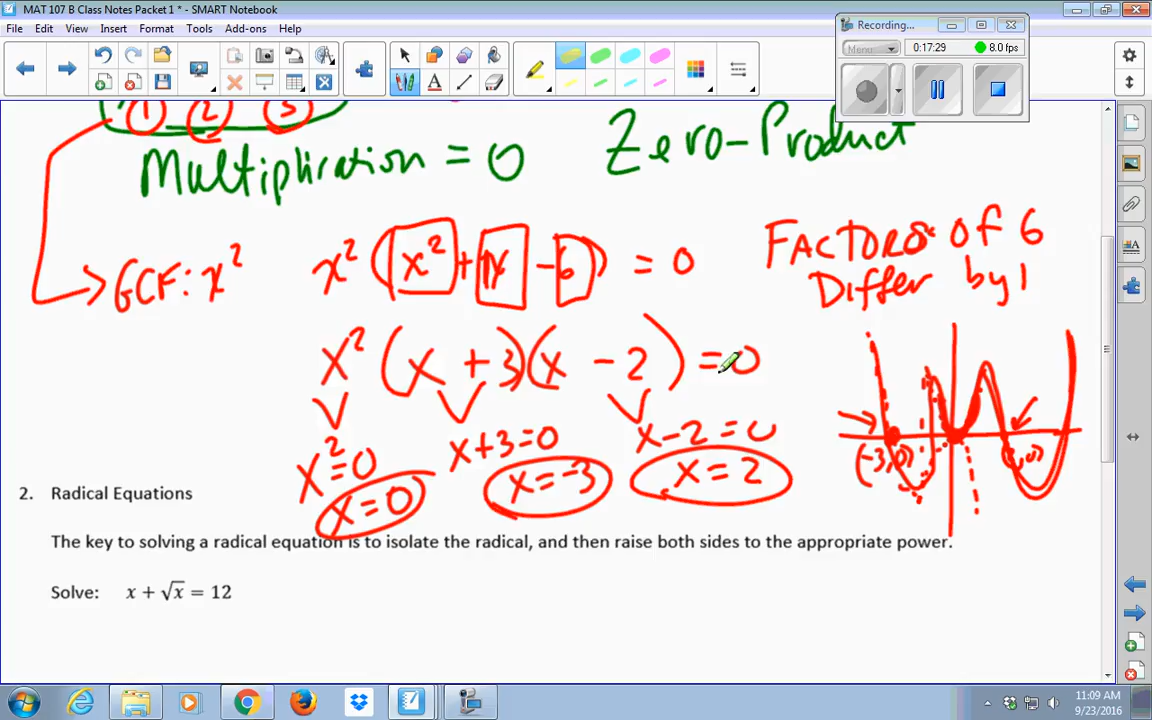 MAT 107 B Class Notes Packet 1 * - SMART Notebook
File Edit View Insert Format Tools Add-ons Help
Recording...
Menu 0:17:29 8.0 fps
1 2 3
Multiplication = 0 Zero-Product
GCF: x² x² (x² + 1x - 6) = 0 FACTORS of 6
Differ by 1
x² (x + 3)(x - 2) = 0
x² = 0 x+3=0 x-2=0
x=0 x=-3 x=2
(-3,0)
2. Radical Equations
The key to solving a radical equation is to isolate the radical, and then raise both sides to the appropriate power.
Solve: x + √x = 12
11:09 AM
9/23/2016